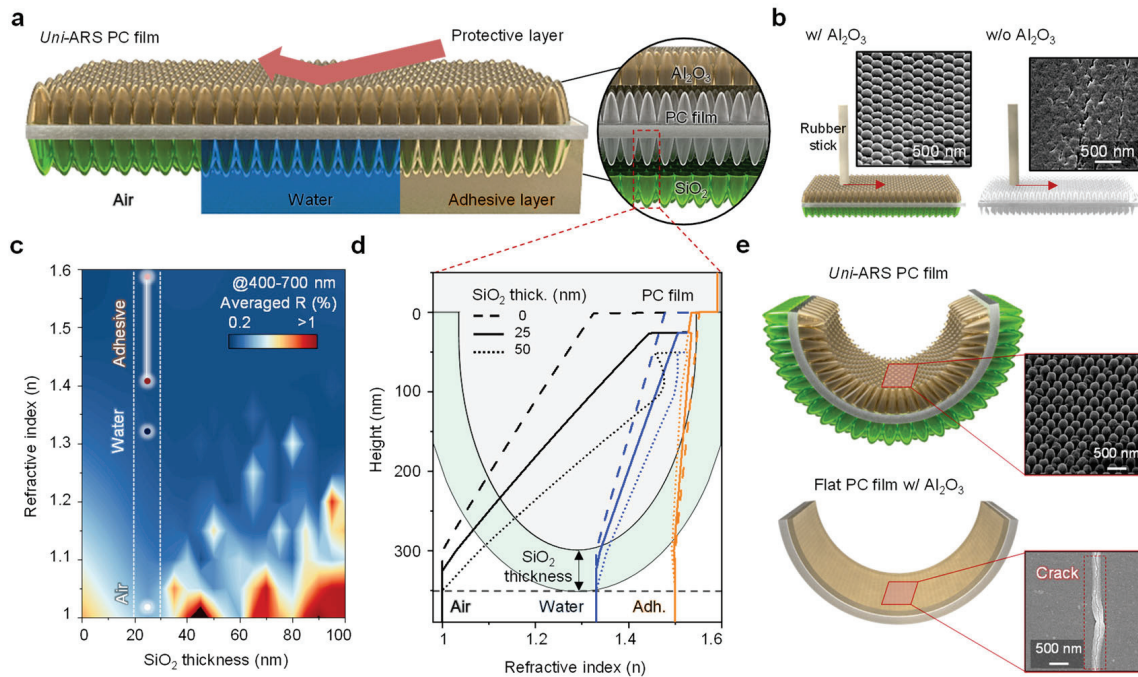 a
Uni-ARS PC film
Protective layer
Al₂O₃
PC film
SiO₂
Air
Water
Adhesive layer
b
w/ Al₂O₃
w/o Al₂O₃
Rubber
stick
500 nm
500 nm
c
1.6
1.5
1.4
1.3
1.2
1.1
1
Refractive index (n)
@400-700 nm
Averaged R (%)
0.2
>1
Adhesive
Water
Air
0
20
40
60
80
100
SiO₂ thickness (nm)
d
SiO₂ thick. (nm)
0
25
50
PC film
0
100
200
300
Height (nm)
SiO₂
thickness
Air
Water
Adh.
1
1.2
1.4
1.6
Refractive index (n)
e
Uni-ARS PC film
500 nm
Flat PC film w/ Al₂O₃
Crack
500 nm